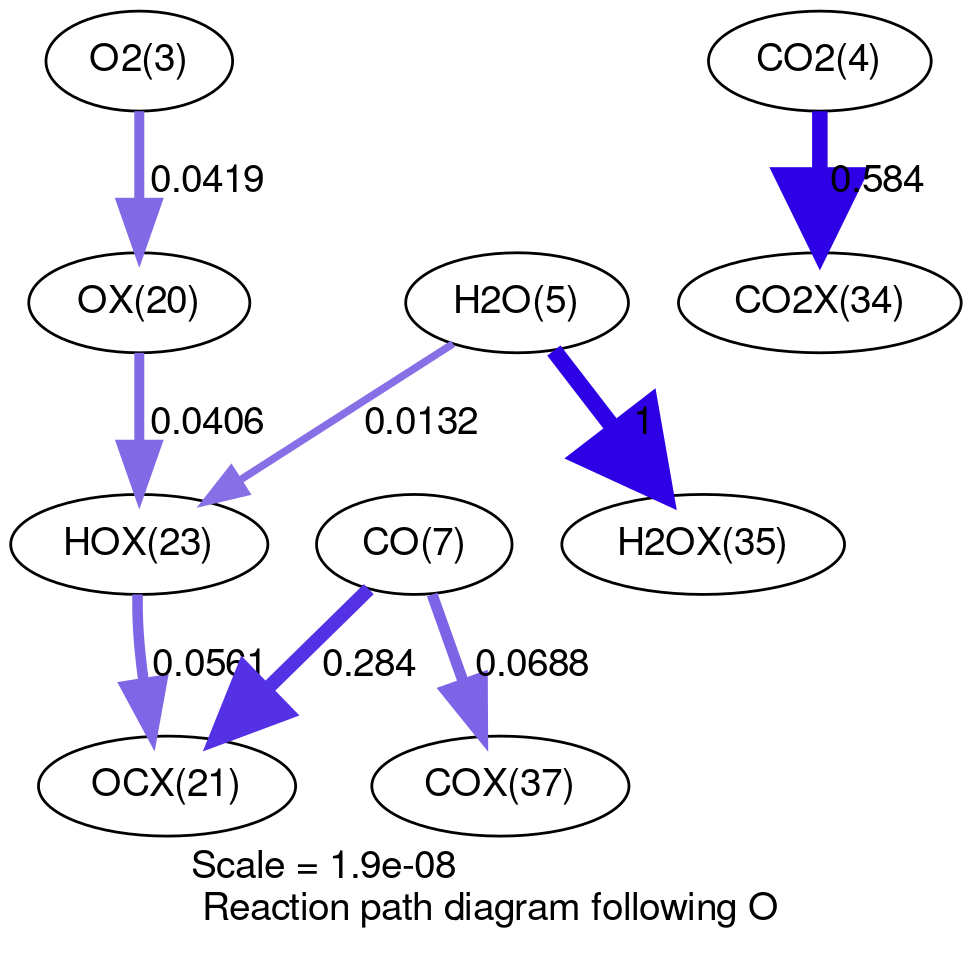 O2(3)
CO2(4)
0.0419
0.584
OX(20)
H2O(5)
CO2X(34)
0.0406
0.0132
1
HOX(23)
CO(7)
H2OX(35)
0.0561
0.284
0.0688
OCX(21)
COX(37)
Scale = 1.9e-08
Reaction path diagram following O